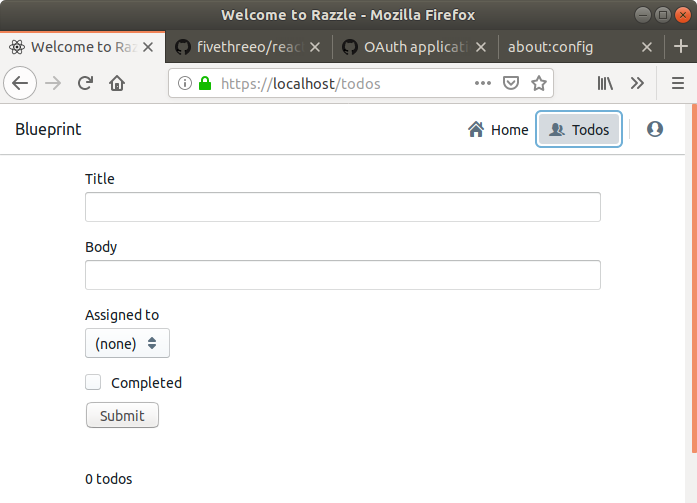 Welcome to Razzle - Mozilla Firefox
Welcome to Raz
fivethreeo/reac
OAuth applicat
about:config
https://localhost/todos
Blueprint
Home
Todos
Title
Body
Assigned to
(none)
Completed
Submit
0 todos